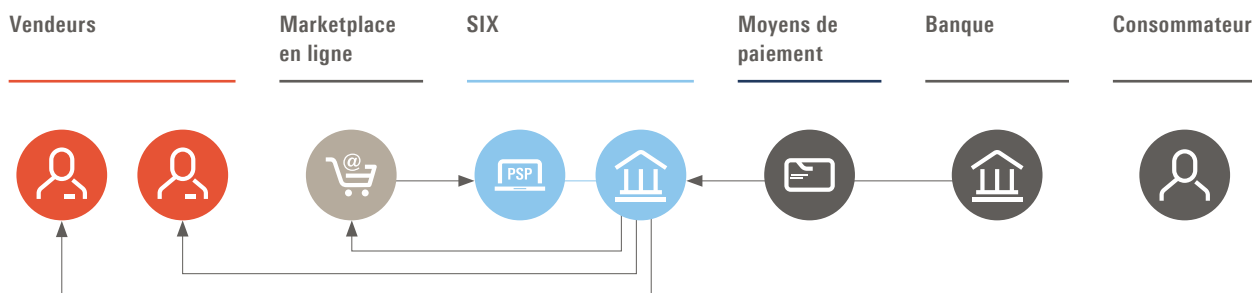 Vendeurs
Marketplace
en ligne
SIX
Moyens de
paiement
Banque
Consommateur
@
PSP